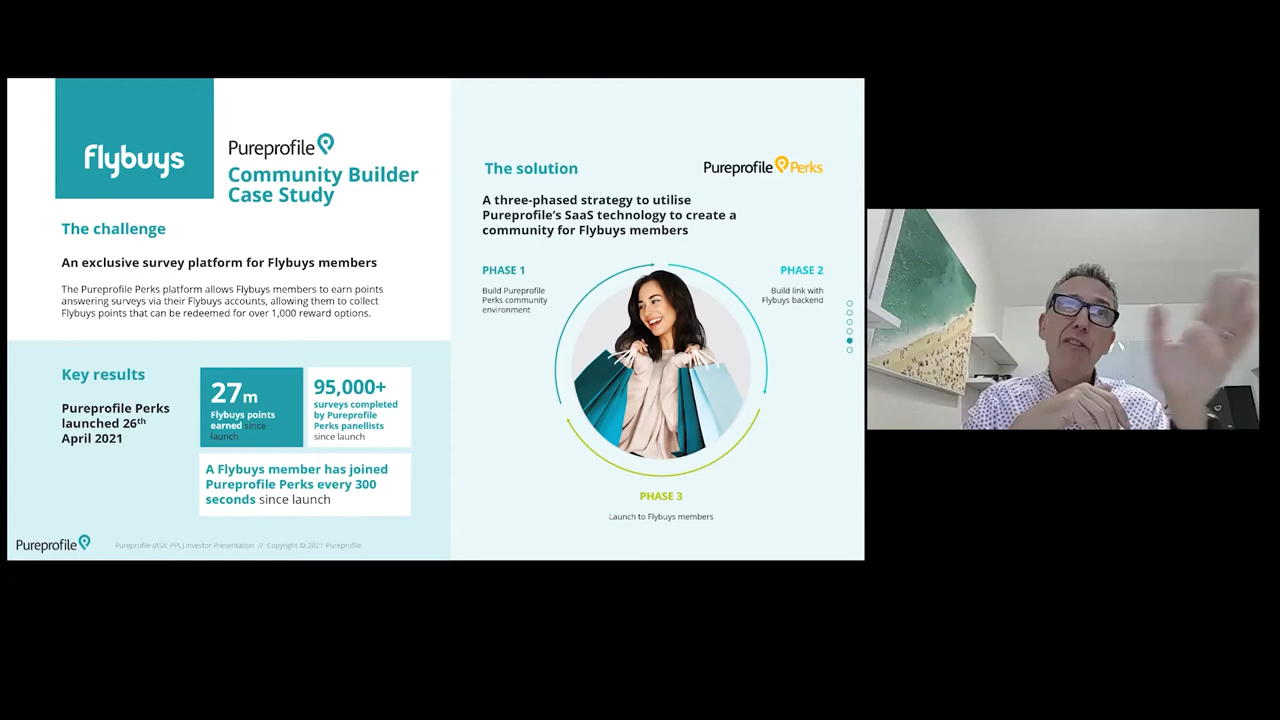 flybuys
Pureprofile
Community Builder
Case Study
The challenge
An exclusive survey platform for Flybuys members
The Pureprofile Perks platform allows Flybuys members to earn points
answering surveys via their Flybuys accounts, allowing them to collect
Flybuys points that can be redeemed for over 1,000 reward options.
Key results
Pureprofile Perks
launched 26th
April 2021
27m
Flybuys points
earned since
launch
95,000+
surveys completed
by Pureprofile
Perks panellists
since launch
A Flybuys member has joined
Pureprofile Perks every 300
seconds since launch
Pureprofile
Pureprofile (ASX: PPL) Investor Presentation // Copyright © 2021 Pureprofile
The solution
Pureprofile Perks
A three-phased strategy to utilise
Pureprofile's SaaS technology to create a
community for Flybuys members
PHASE 1
Build Pureprofile
Perks community
environment
PHASE 2
Build link with
Flybuys backend
PHASE 3
Launch to Flybuys members